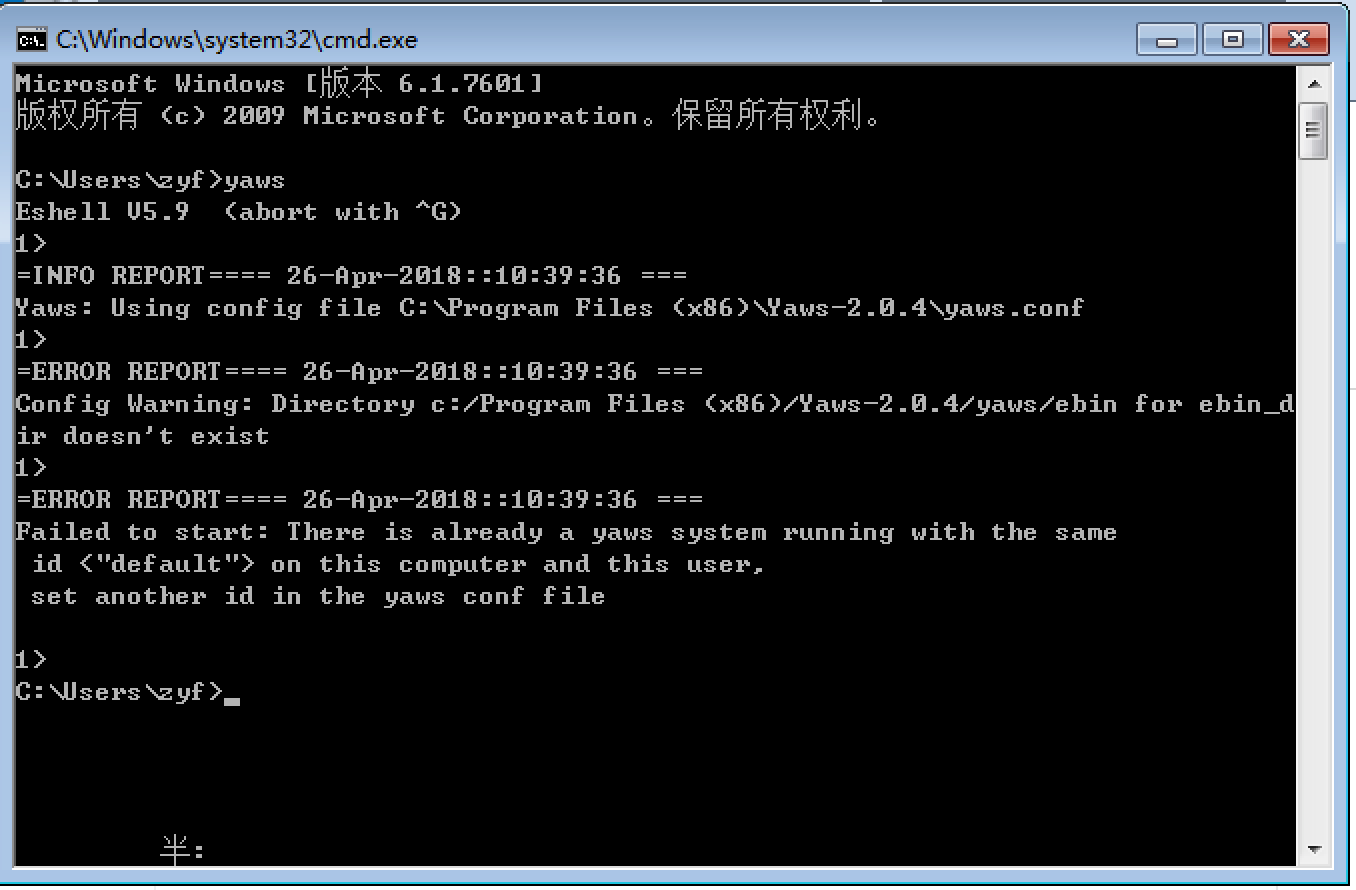 C:\Windows\system32\cmd.exe
Microsoft Windows [版本 6.1.7601]
版权所有 (c) 2009 Microsoft Corporation。保留所有权利。
C:\Users\zyf>yaws
Eshell V5.9  (abort with ^G)
1>
=INFO REPORT==== 26-Apr-2018::10:39:36 ===
Yaws: Using config file C:\Program Files (x86)\Yaws-2.0.4\yaws.conf
1>
=ERROR REPORT==== 26-Apr-2018::10:39:36 ===
Config Warning: Directory c:/Program Files (x86)/Yaws-2.0.4/yaws/ebin for ebin_d
ir doesn't exist
1>
=ERROR REPORT==== 26-Apr-2018::10:39:36 ===
Failed to start: There is already a yaws system running with the same
 id <"default"> on this computer and this user,
 set another id in the yaws conf file
1>
C:\Users\zyf>_
半: